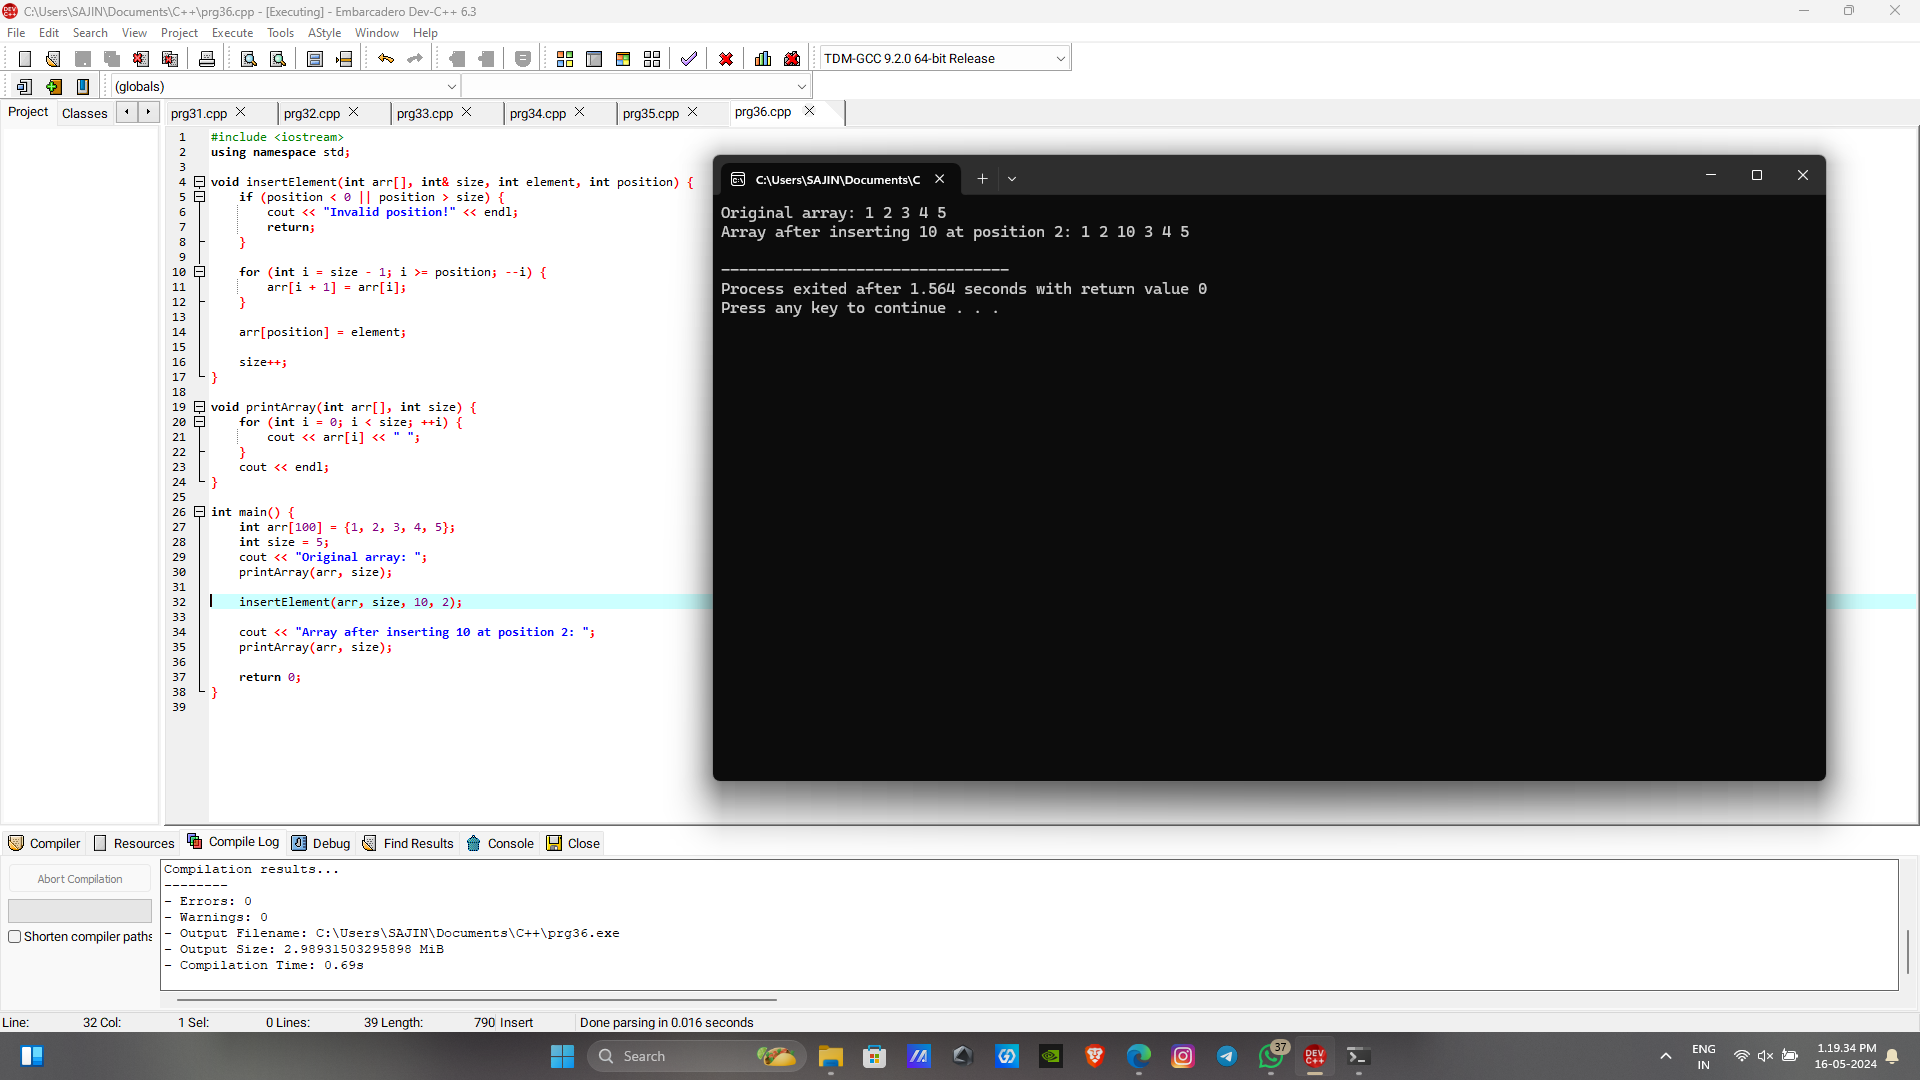 C:\Users\SAJIN\Documents\C++\prg36.cpp - [Executing] - Embarcadero Dev-C++ 6.3
File Edit Search View Project Execute Tools AStyle Window Help
TDM-GCC 9.2.0 64-bit Release
(globals)
Project Classes prg31.cpp prg32.cpp prg33.cpp prg34.cpp prg35.cpp prg36.cpp
1 #include <iostream>
2 using namespace std;
3
4 void insertElement(int arr[], int& size, int element, int position) {
5     if (position < 0 || position > size) {
6         cout << "Invalid position!" << endl;
7         return;
8     }
9
10     for (int i = size - 1; i >= position; --i) {
11         arr[i + 1] = arr[i];
12     }
13
14     arr[position] = element;
15
16     size++;
17 }
18
19 void printArray(int arr[], int size) {
20     for (int i = 0; i < size; ++i) {
21         cout << arr[i] << " ";
22     }
23     cout << endl;
24 }
25
26 int main() {
27     int arr[100] = {1, 2, 3, 4, 5};
28     int size = 5;
29     cout << "Original array: ";
30     printArray(arr, size);
31
32     insertElement(arr, size, 10, 2);
33
34     cout << "Array after inserting 10 at position 2: ";
35     printArray(arr, size);
36
37     return 0;
38 }
39
C:\Users\SAJIN\Documents\C
Original array: 1 2 3 4 5
Array after inserting 10 at position 2: 1 2 10 3 4 5
--------------------------------
Process exited after 1.564 seconds with return value 0
Press any key to continue . . .
Compiler Resources Compile Log Debug Find Results Console Close
Abort Compilation
Shorten compiler paths
Compilation results...
--------
- Errors: 0
- Warnings: 0
- Output Filename: C:\Users\SAJIN\Documents\C++\prg36.exe
- Output Size: 2.98931503295898 MiB
- Compilation Time: 0.69s
Line: 32 Col: 1 Sel: 0 Lines: 39 Length: 790 Insert Done parsing in 0.016 seconds
Search
37
DEV C++
ENG
IN
1.19.34 PM
16-05-2024